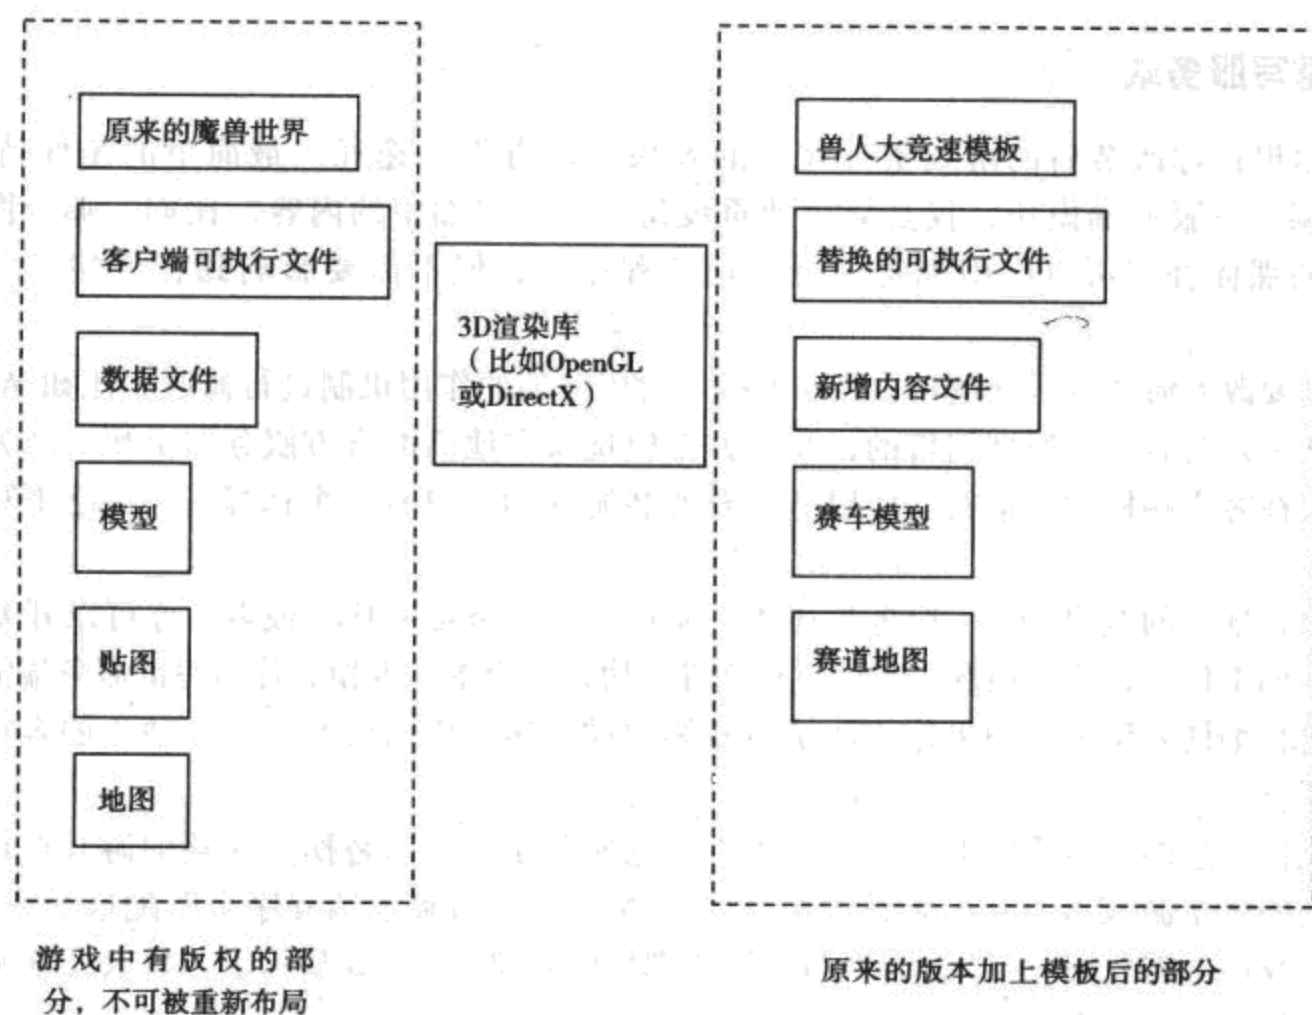 原来的魔兽世界
客户端可执行文件
数据文件
模型
贴图
地图
3D渲染库
（比如OpenGL
或DirectX）
兽人大竞速模板
替换的可执行文件
新增内容文件
赛车模型
赛道地图
游戏中有版权的部
分，不可被重新布局
原来的版本加上模板后的部分